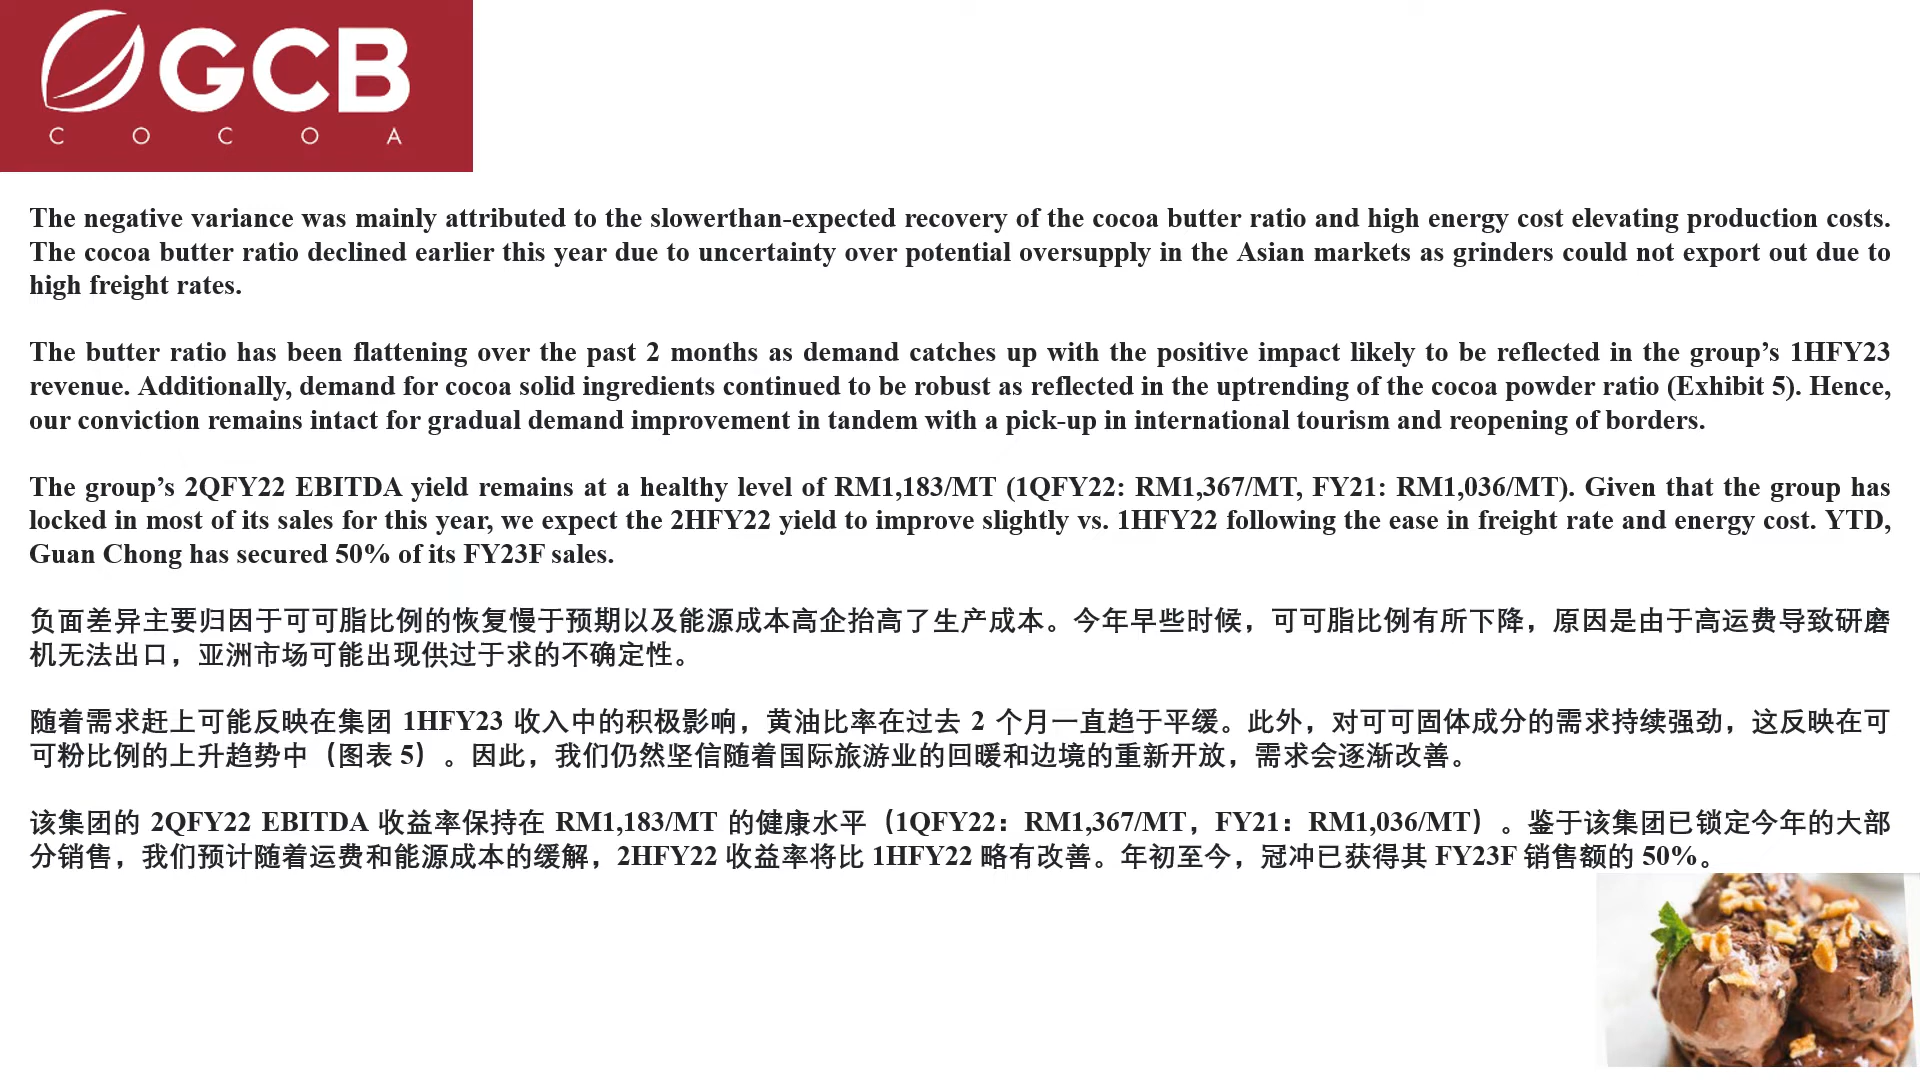 GCB
COCOA
The negative variance was mainly attributed to the slowerthan-expected recovery of the cocoa butter ratio and high energy cost elevating production costs.
The cocoa butter ratio declined earlier this year due to uncertainty over potential oversupply in the Asian markets as grinders could not export out due to
high freight rates.
The butter ratio has been flattening over the past 2 months as demand catches up with the positive impact likely to be reflected in the group’s 1HFY23
revenue. Additionally, demand for cocoa solid ingredients continued to be robust as reflected in the uptrending of the cocoa powder ratio (Exhibit 5). Hence,
our conviction remains intact for gradual demand improvement in tandem with a pick-up in international tourism and reopening of borders.
The group’s 2QFY22 EBITDA yield remains at a healthy level of RM1,183/MT (1QFY22: RM1,367/MT, FY21: RM1,036/MT). Given that the group has
locked in most of its sales for this year, we expect the 2HFY22 yield to improve slightly vs. 1HFY22 following the ease in freight rate and energy cost. YTD,
Guan Chong has secured 50% of its FY23F sales.
负面差异主要归因于可可脂比例的恢复慢于预期以及能源成本高企抬高了生产成本。今年早些时候，可可脂比例有所下降，原因是由于高运费导致研磨
机无法出口，亚洲市场可能出现供过于求的不确定性。
随着需求赶上可能反映在集团 1HFY23 收入中的积极影响，黄油比率在过去 2 个月一直趋于平缓。此外，对可可固体成分的需求持续强劲，这反映在可
可粉比例的上升趋势中（图表 5）。因此，我们仍然坚信随着国际旅游业的回暖和边境的重新开放，需求会逐渐改善。
该集团的 2QFY22 EBITDA 收益率保持在 RM1,183/MT 的健康水平（1QFY22：RM1,367/MT，FY21：RM1,036/MT）。鉴于该集团已锁定今年的大部
分销售，我们预计随着运费和能源成本的缓解，2HFY22 收益率将比 1HFY22 略有改善。年初至今，冠冲已获得其 FY23F 销售额的 50%。